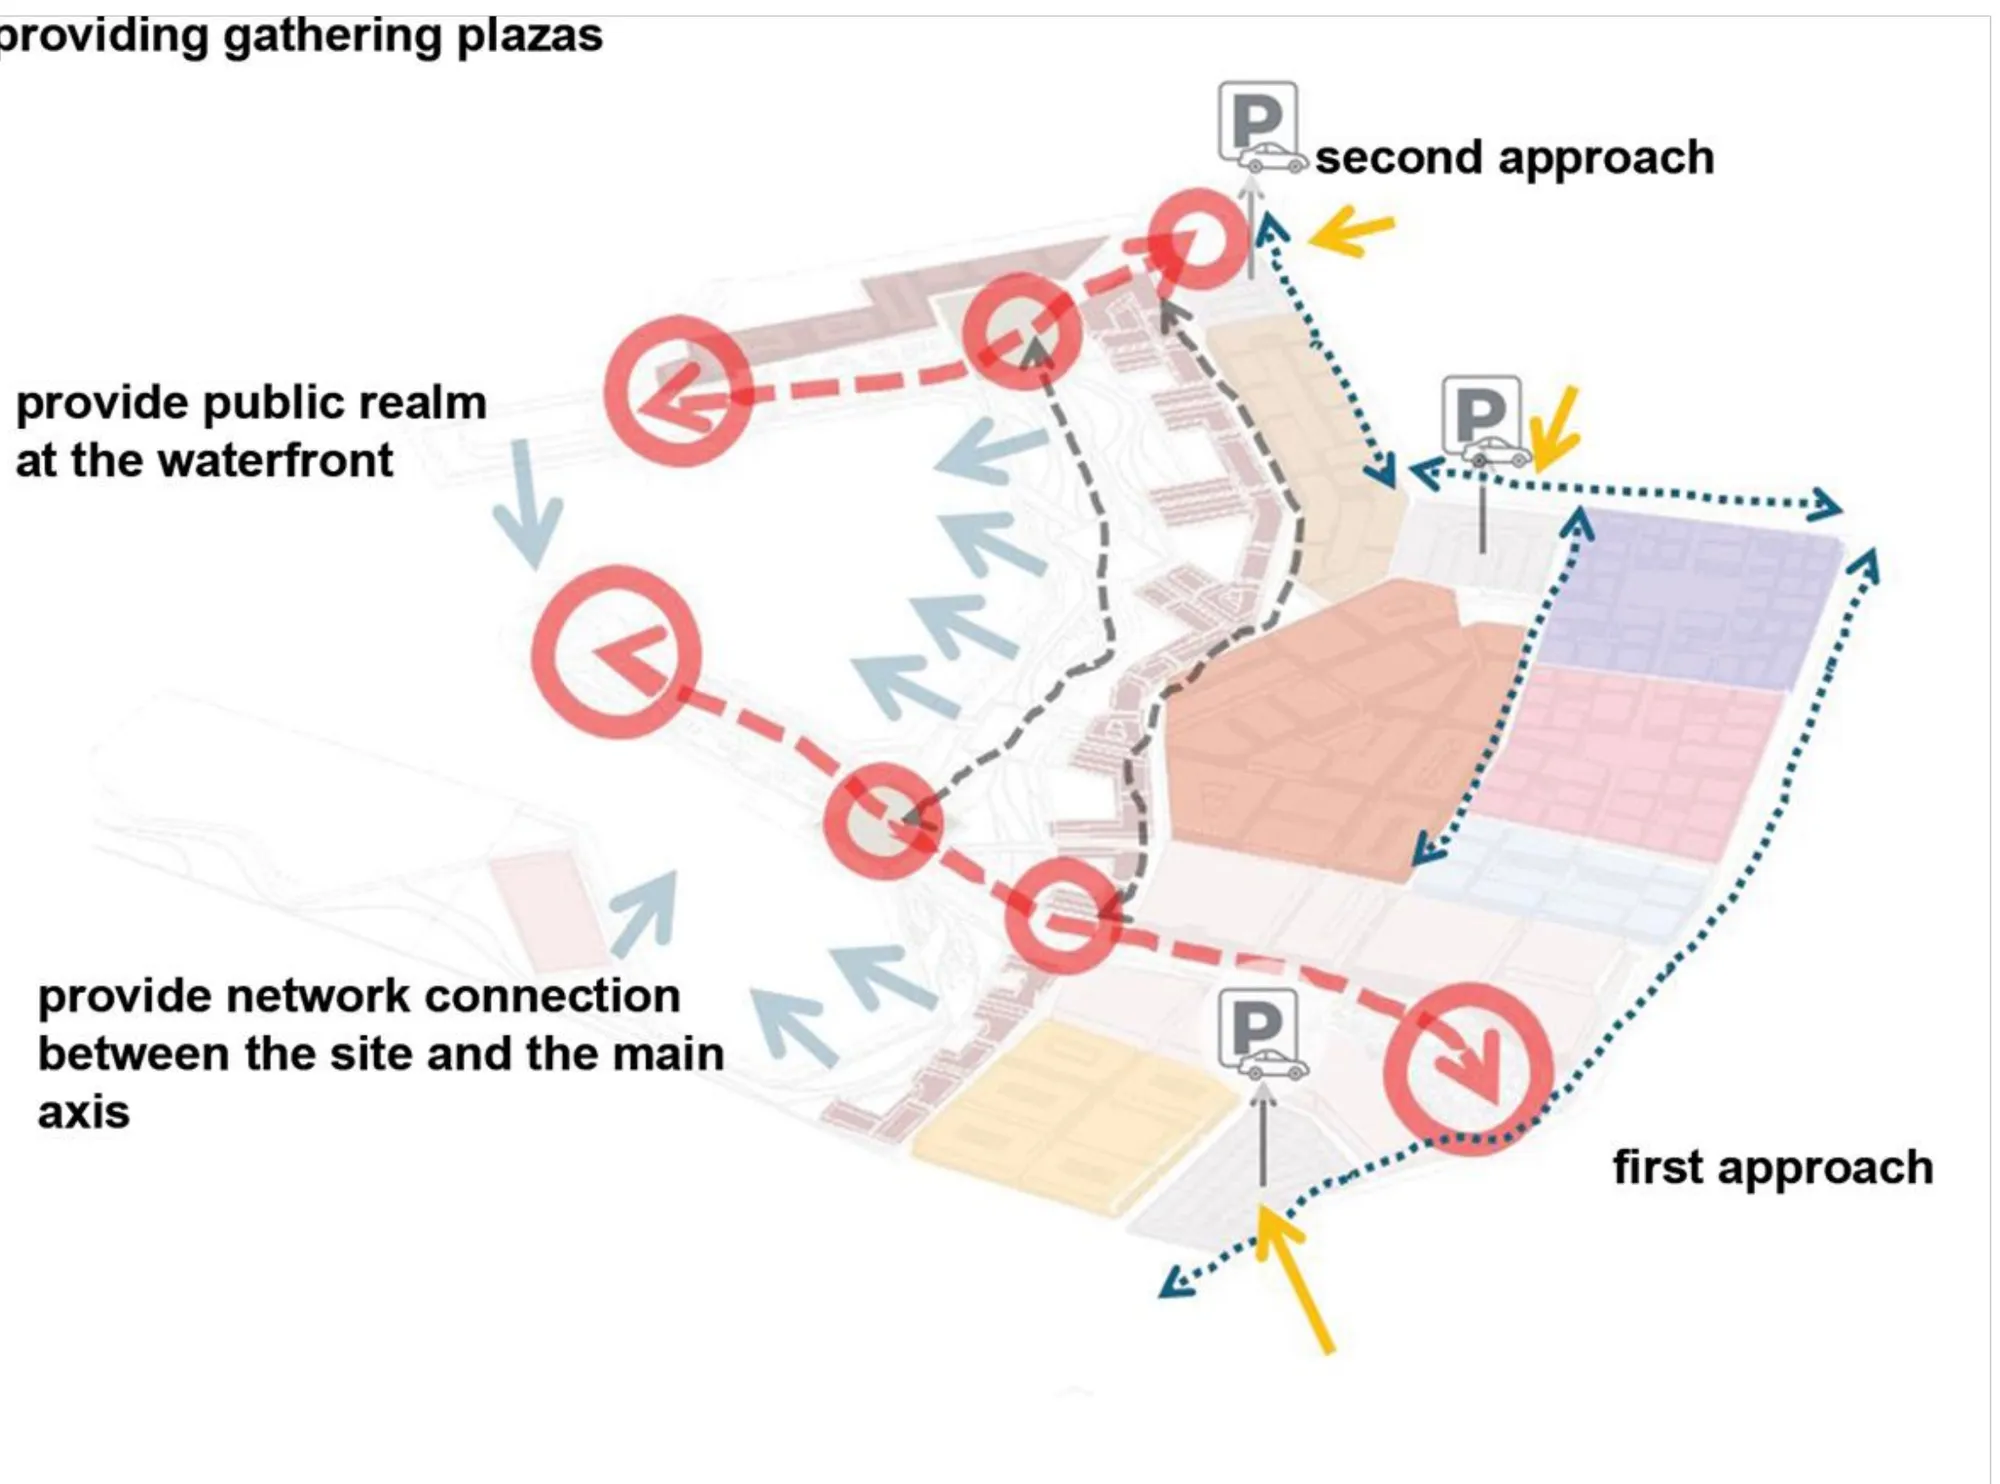 providing gathering plazas
P
second approach
provide public realm
at the waterfront
P
provide network connection
between the site and the main
axis
P
first approach